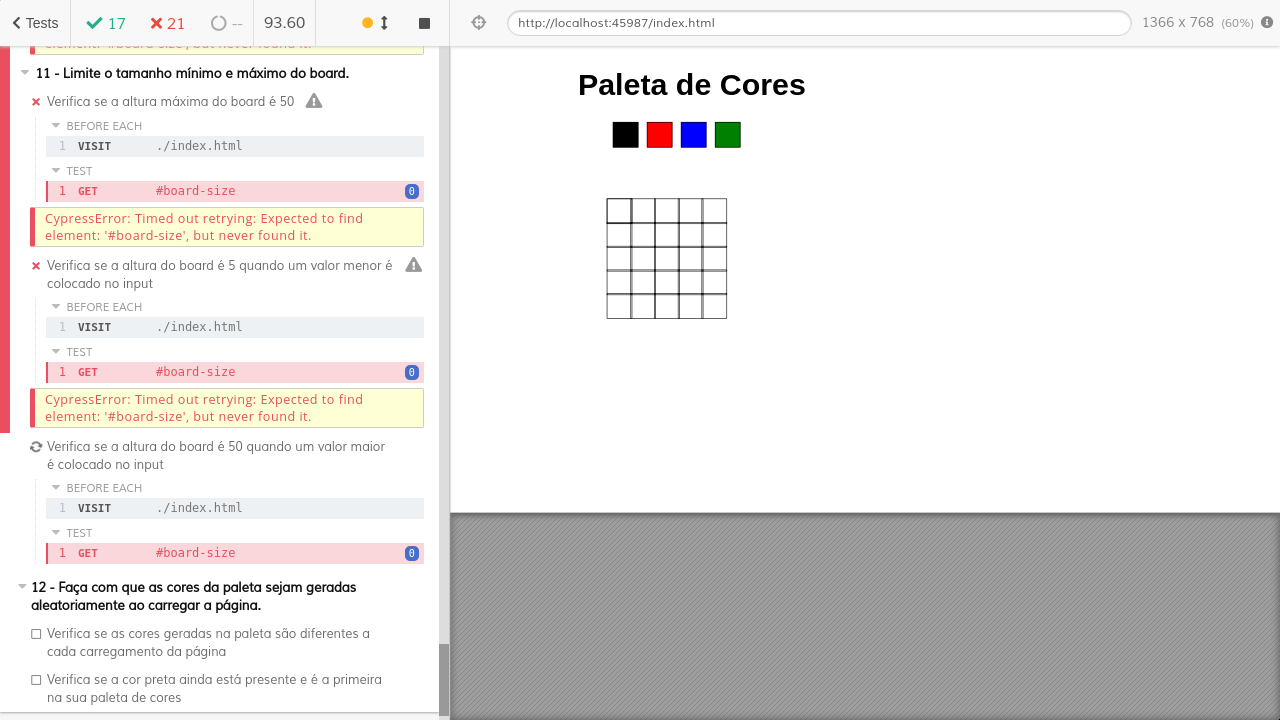 Tests
17
21
--
93.60
http://localhost:45987/index.html
1366 x 768 (60%)
element: '#board-size', but never found it.
11 - Limite o tamanho mínimo e máximo do board.
Verifica se a altura máxima do board é 50
BEFORE EACH
1 VISIT ./index.html
TEST
1 GET #board-size 0
CypressError: Timed out retrying: Expected to find
element: '#board-size', but never found it.
Verifica se a altura do board é 5 quando um valor menor é
colocado no input
BEFORE EACH
1 VISIT ./index.html
TEST
1 GET #board-size 0
CypressError: Timed out retrying: Expected to find
element: '#board-size', but never found it.
Verifica se a altura do board é 50 quando um valor maior
é colocado no input
BEFORE EACH
1 VISIT ./index.html
TEST
1 GET #board-size 0
12 - Faça com que as cores da paleta sejam geradas
aleatoriamente ao carregar a página.
Verifica se as cores geradas na paleta são diferentes a
cada carregamento da página
Verifica se a cor preta ainda está presente e é a primeira
na sua paleta de cores
Paleta de Cores